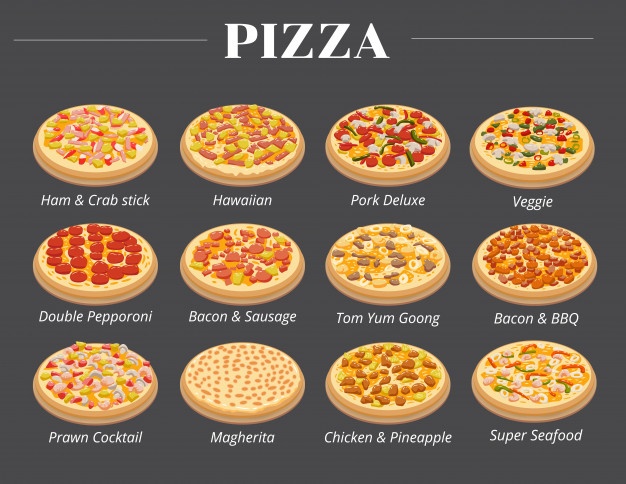 PIZZA
Ham & Crab stick
Hawaiian
Pork Deluxe
Veggie
Double Pepporoni
Bacon & Sausage
Tom Yum Goong
Bacon & BBQ
Prawn Cocktail
Magherita
Chicken & Pineapple
Super Seafood